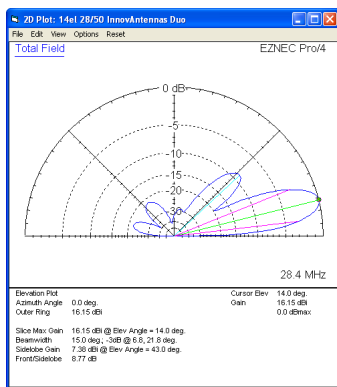 2D Plot: 14el 28/50 InnovAntennas Duo
File Edit View Options Reset
Total Field
EZNEC Pro/4
0 dB
-5
-10
-15
-20
-30
28.4 MHz
Elevation Plot
Cursor Elev 14.0 deg.
Azimuth Angle 0.0 deg.
Gain 16.15 dBi
Outer Ring 16.15 dBi
0.0 dBmax
Slice Max Gain 16.15 dBi @ Elev Angle = 14.0 deg.
Beamwidth 15.0 deg.; -3dB @ 6.8, 21.8 deg.
Sidelobe Gain 7.38 dBi @ Elev Angle = 43.0 deg.
Front/Sidelobe 8.77 dB